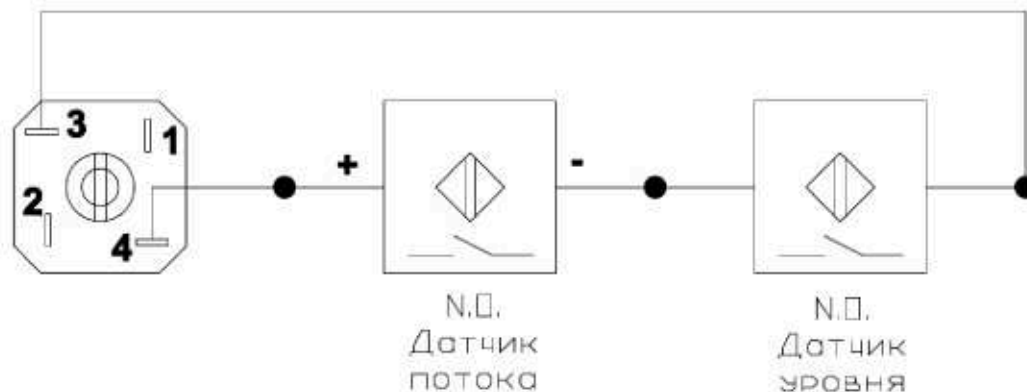 3 1
2 4
+ -
N.O. N.O.
Датчик Датчик
потока уровня